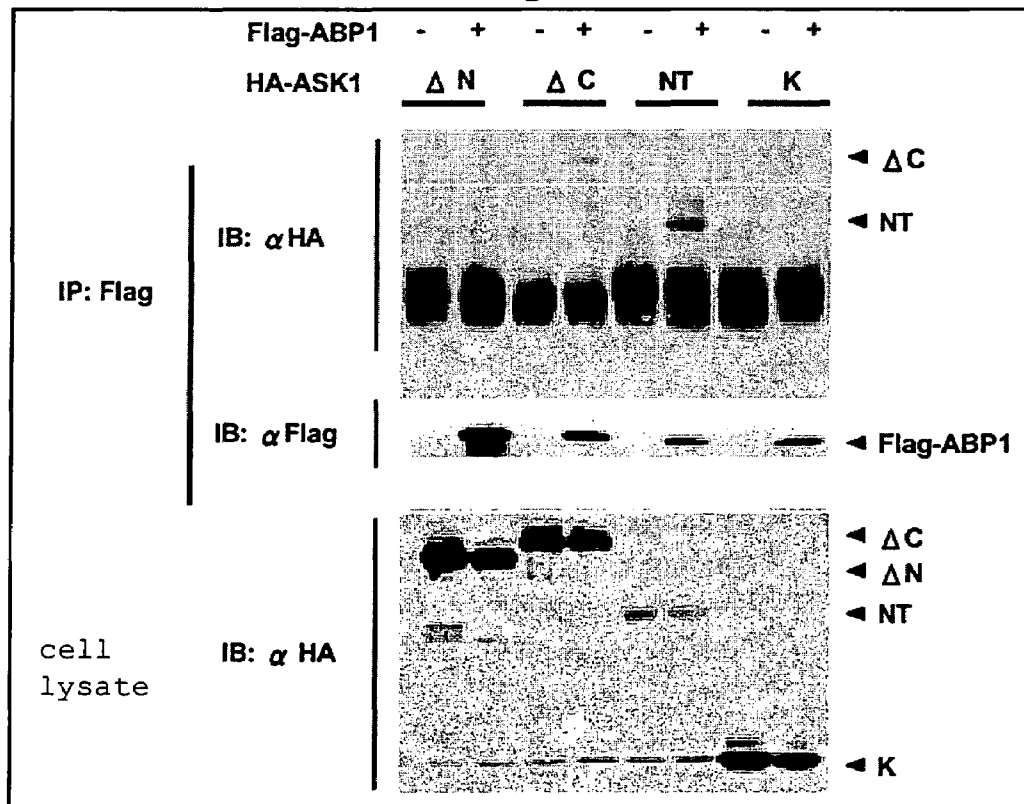 Flag-ABP1 - + - + - + - +
HA-ASK1 Δ N Δ C NT K
◄ Δ C
◄ NT
IB: α HA
IP: Flag
IB: α Flag
◄ Flag-ABP1
◄ Δ C
◄ Δ N
◄ NT
cell
lysate
IB: α HA
◄ K